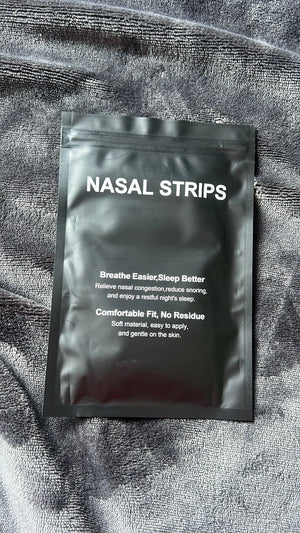 NASAL STRIPS
Breathe Easier,Sleep Better
Relieve nasal congestion,reduce snoring,
and enjoy a restful night's sleep.
Comfortable Fit, No Residue
Soft material, easy to apply,
and gentle on the skin.